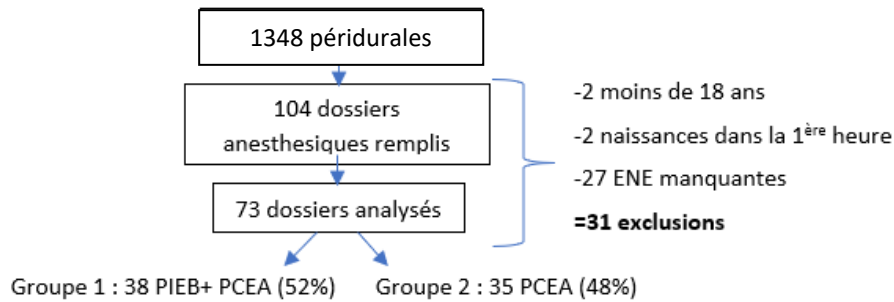 1348 péridurales
104 dossiers
anesthesiques remplis
73 dossiers analysés
-2 moins de 18 ans
-2 naissances dans la 1ère heure
-27 ENE manquantes
=31 exclusions
Groupe 1 : 38 PIEB+ PCEA (52%)
Groupe 2 : 35 PCEA (48%)